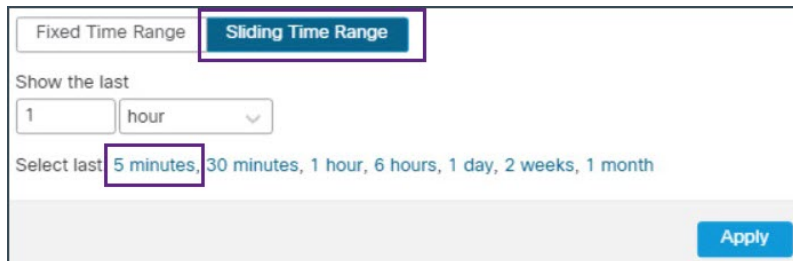 Fixed Time Range Sliding Time Range
Show the last
1 hour
Select last 5 minutes, 30 minutes, 1 hour, 6 hours, 1 day, 2 weeks, 1 month
Apply